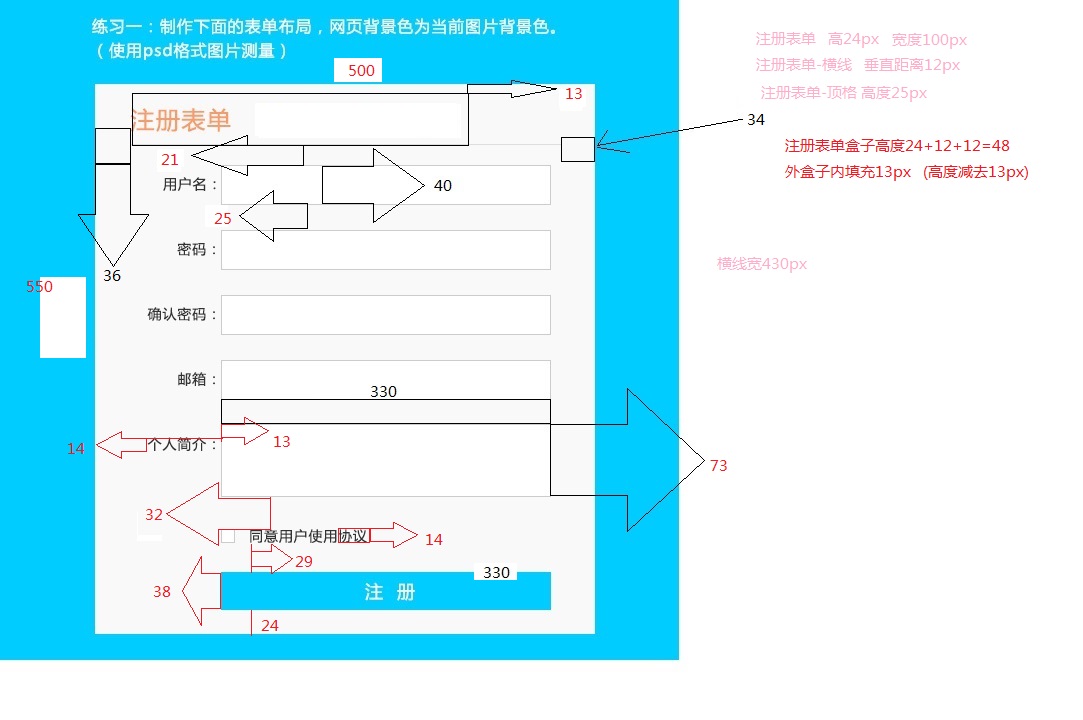 练习一：制作下面的表单布局，网页背景色为当前图片背景色。
（使用psd格式图片测量）
500
13
注册表单
注册表单 高24px 宽度100px
注册表单-横线 垂直距离12px
注册表单-顶格 高度25px
34
注册表单盒子高度24+12+12=48
外盒子内填充13px (高度减去13px)
21
用户名：
40
25
密码：
36
横线宽430px
550
确认密码：
邮箱：
330
14
个人简介：
13
73
32
同意用户使用协议
14
29
330
38
注 册
24